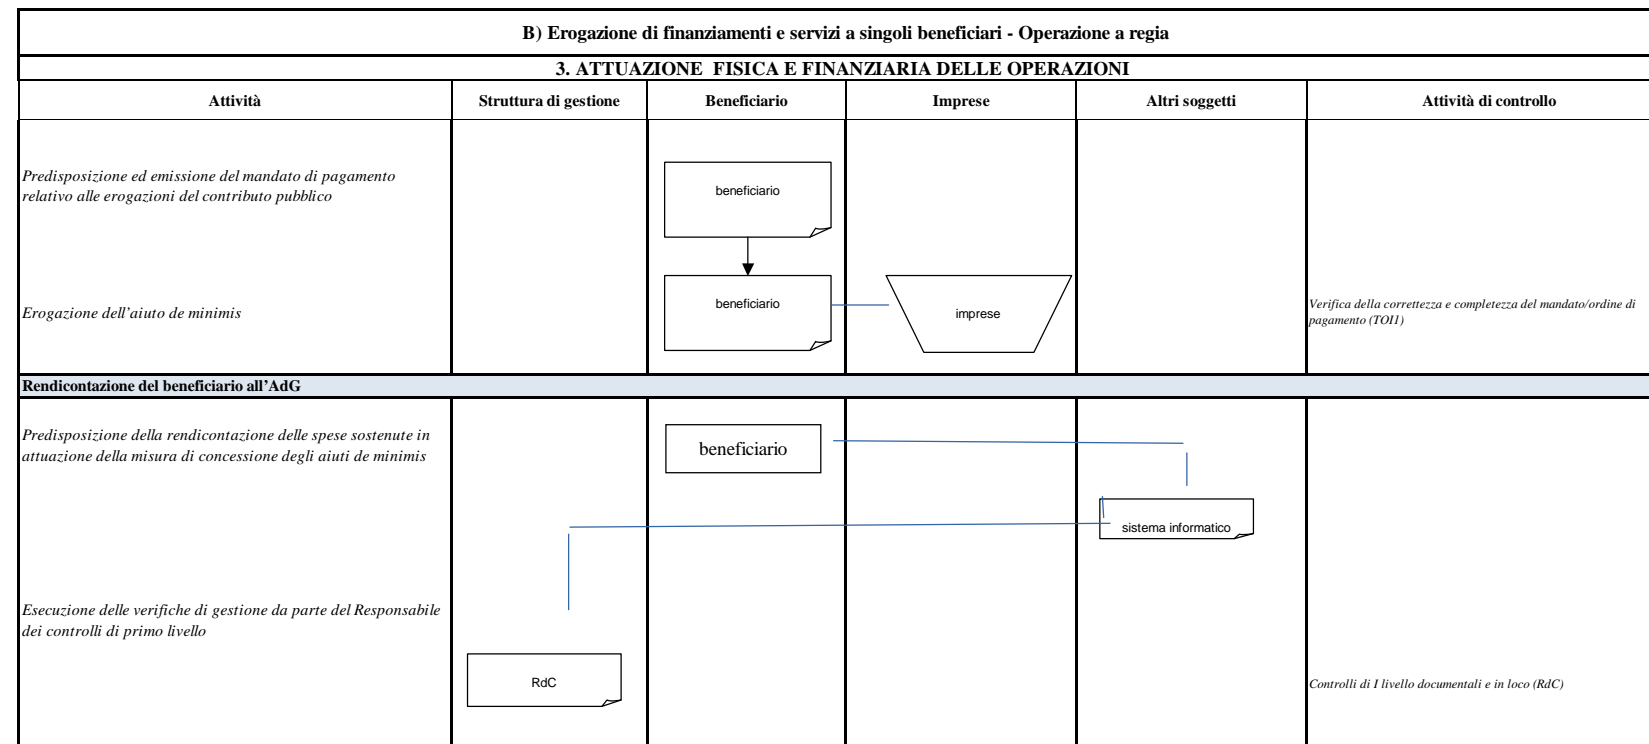 B) Erogazione di finanziamenti e servizi a singoli beneficiari - Operazione a regia
3. ATTUAZIONE FISICA E FINANZIARIA DELLE OPERAZIONI
Attività
Struttura di gestione
Beneficiario
Imprese
Altri soggetti
Attività di controllo
Predisposizione ed emissione del mandato di pagamento
relativo alle erogazioni del contributo pubblico
beneficiario
Erogazione dell'aiuto de minimis
beneficiario
imprese
Verifica della correttezza e completezza del mandato/ordine di
pagamento (TOI1)
Rendicontazione del beneficiario all'AdG
Predisposizione della rendicontazione delle spese sostenute in
attuazione della misura di concessione degli aiuti de minimis
beneficiario
sistema informatico
Esecuzione delle verifiche di gestione da parte del Responsabile
dei controlli di primo livello
RdC
Controlli di I livello documentali e in loco (RdC)